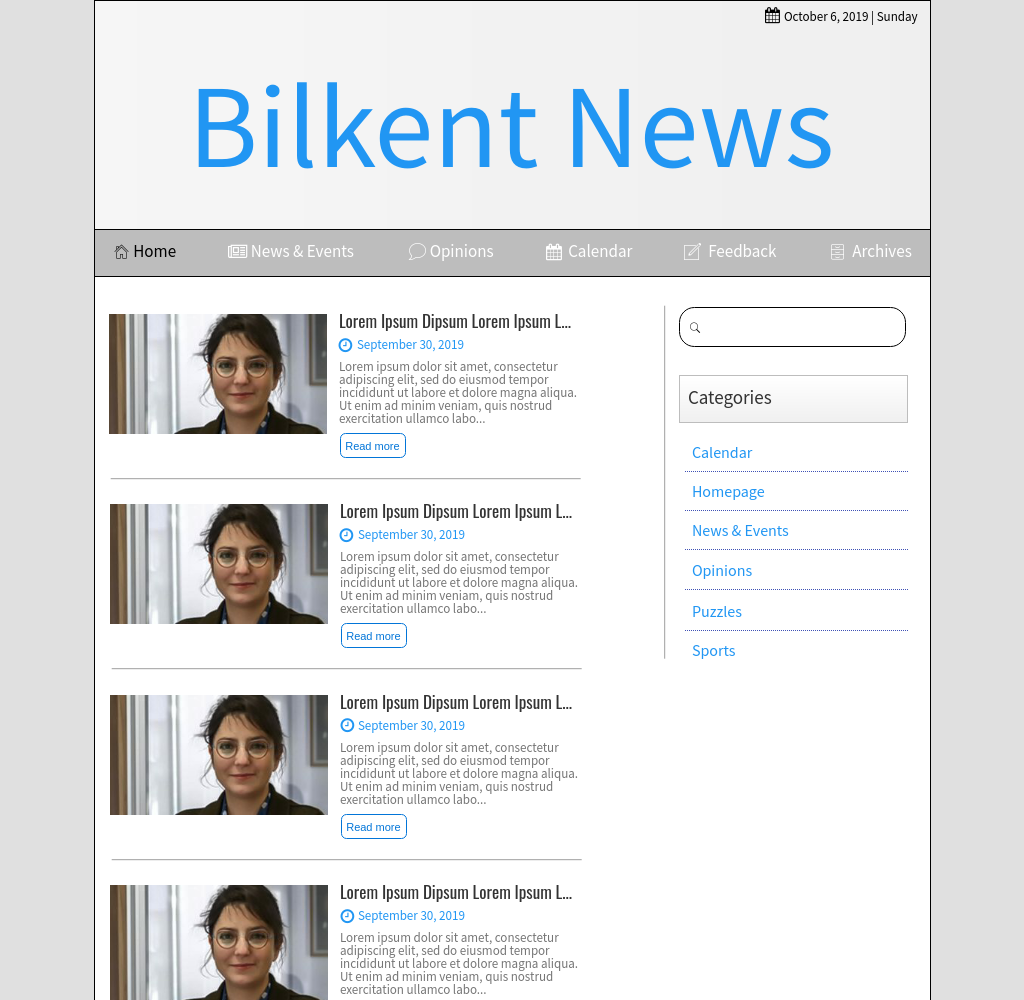 October 6, 2019 | Sunday
Bilkent News
Home News & Events Opinions Calendar Feedback Archives
Lorem Ipsum Dipsum Lorem Ipsum L...
September 30, 2019
Lorem ipsum dolor sit amet, consectetur
adipiscing elit, sed do eiusmod tempor
incididunt ut labore et dolore magna aliqua.
Ut enim ad minim veniam, quis nostrud
exercitation ullamco labo...
Read more
Lorem Ipsum Dipsum Lorem Ipsum L...
September 30, 2019
Lorem ipsum dolor sit amet, consectetur
adipiscing elit, sed do eiusmod tempor
incididunt ut labore et dolore magna aliqua.
Ut enim ad minim veniam, quis nostrud
exercitation ullamco labo...
Read more
Lorem Ipsum Dipsum Lorem Ipsum L...
September 30, 2019
Lorem ipsum dolor sit amet, consectetur
adipiscing elit, sed do eiusmod tempor
incididunt ut labore et dolore magna aliqua.
Ut enim ad minim veniam, quis nostrud
exercitation ullamco labo...
Read more
Lorem Ipsum Dipsum Lorem Ipsum L...
September 30, 2019
Lorem ipsum dolor sit amet, consectetur
adipiscing elit, sed do eiusmod tempor
incididunt ut labore et dolore magna aliqua.
Ut enim ad minim veniam, quis nostrud
exercitation ullamco labo...
Categories
Calendar
Homepage
News & Events
Opinions
Puzzles
Sports